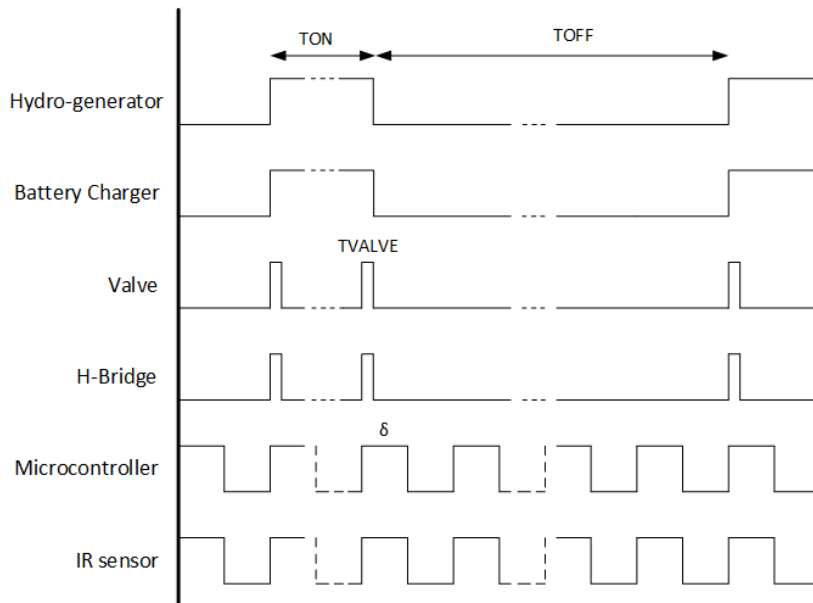 TON
TOFF
Hydro-generator
Battery Charger
TVALVE
Valve
H-Bridge
δ
Microcontroller
IR sensor